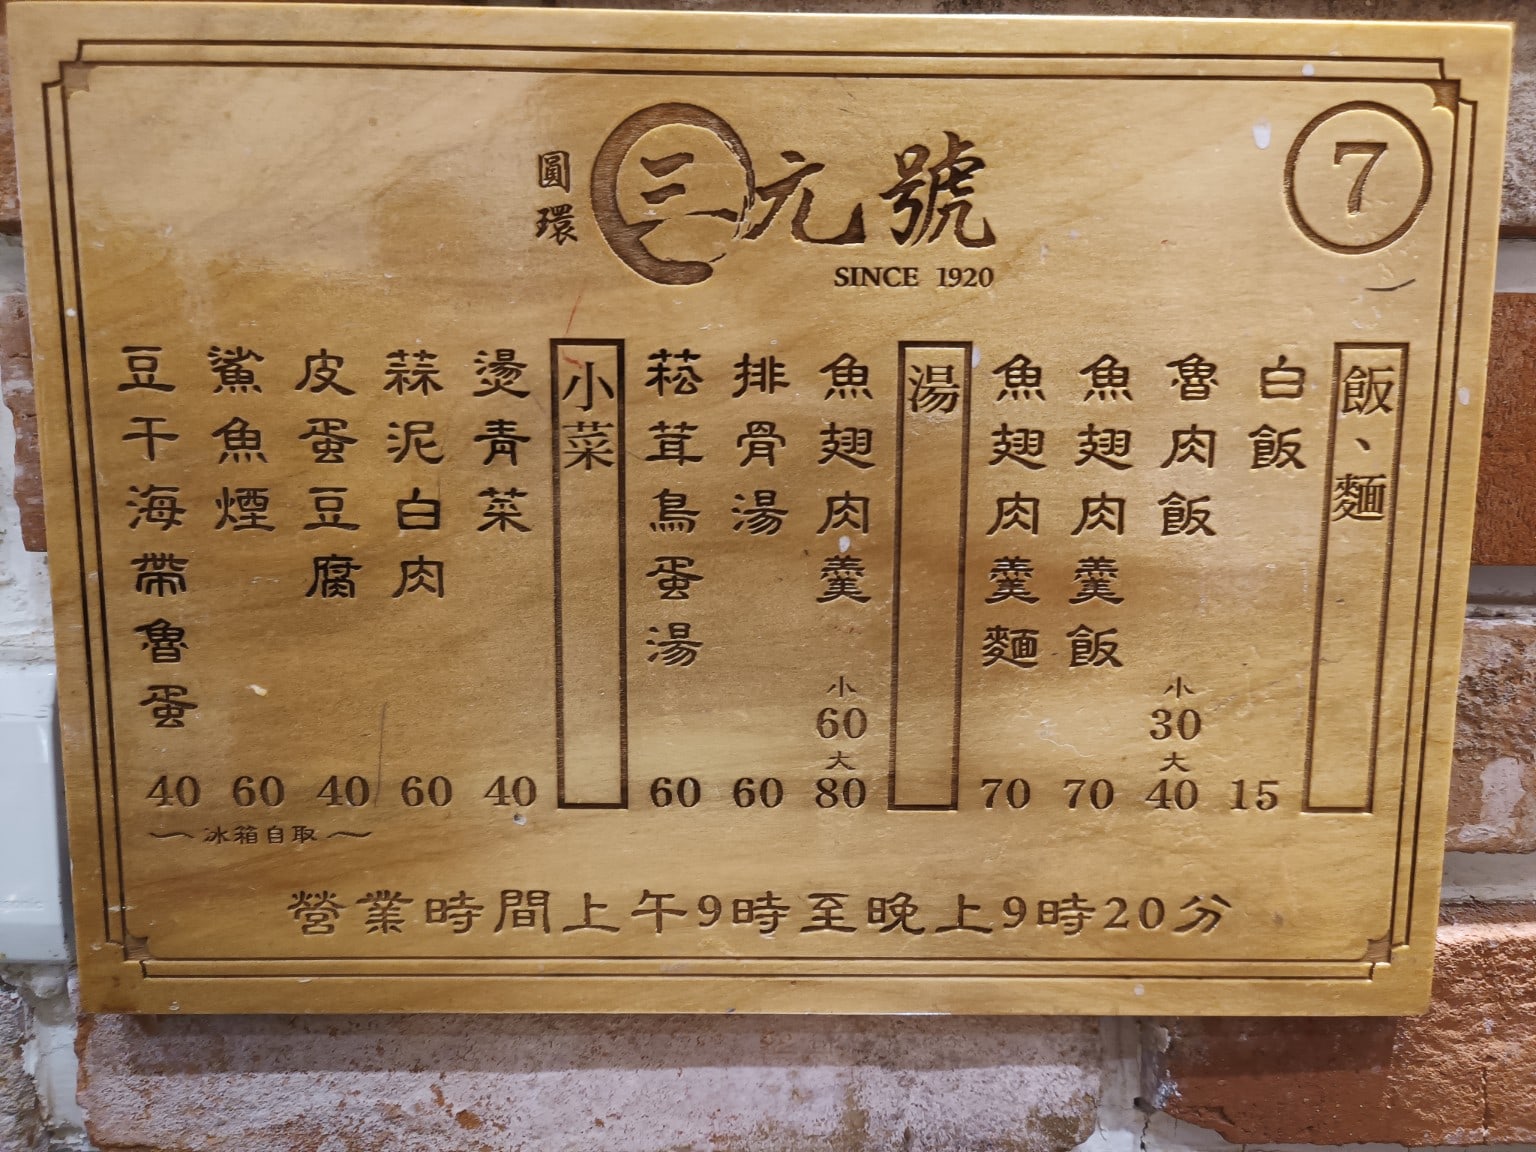 圓環
三元號
SINCE 1920
7
飯、麵
白飯 15
魯肉飯 小30 大40
魚翅肉羹飯 70
魚翅肉羹麵 70
湯
魚翅肉羹 小60 大80
排骨湯 60
菘茸鳥蛋湯 60
小菜
燙青菜 40
蒜泥白肉 60
皮蛋豆腐 40
鯊魚煙 60
豆干海帶魯蛋 40
~冰箱自取~
營業時間上午9時至晚上9時20分